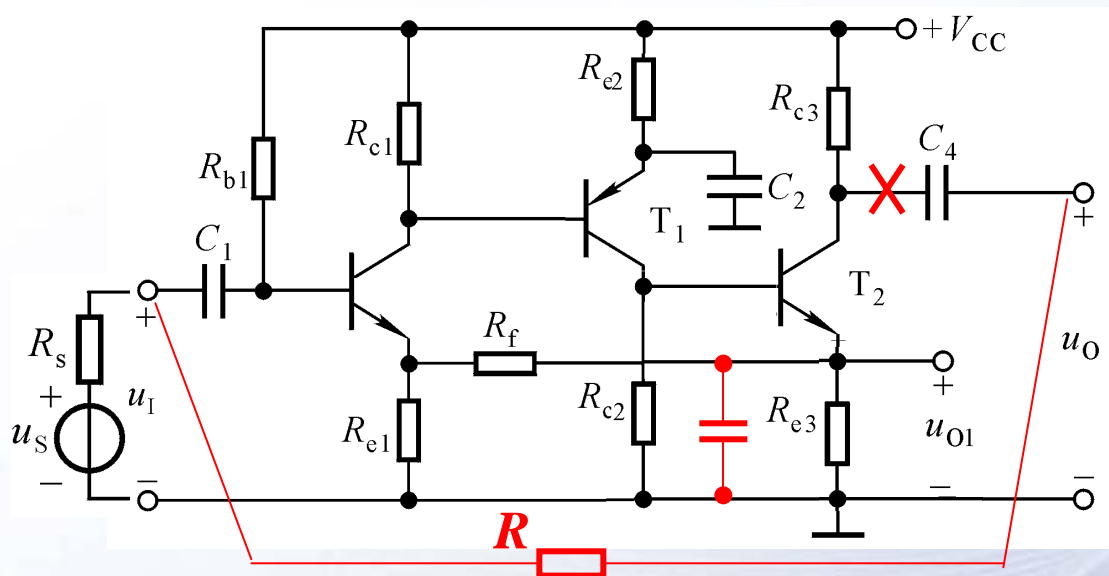 +V_CC
R_e2
R_c3
R_c1
C_4
R_b1
C_2
T_1
+
C_1
T_2
+
R_f
R_s
u_O
+
+
u_I
R_c2
R_e3
u_S
R_e1
u_O1
−
−
−
−
R